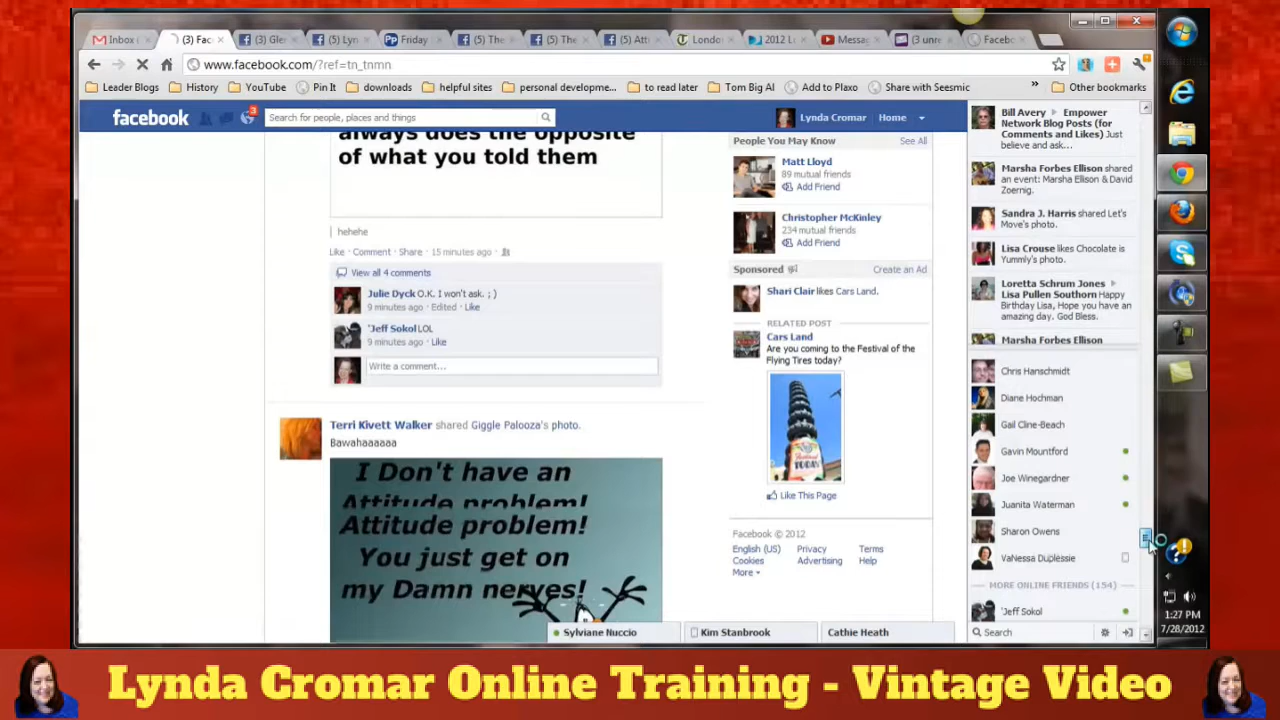 Inbox (
(3) Fac
(3) Gle
(5) Lyn
Friday
(5) The
(5) The
(5) Atti
London
2012 L
Messag
(3 unre
Facebo
www.facebook.com/?ref=tn_tnmn
Leader Blogs
History
YouTube
Pin It
downloads
helpful sites
personal developme...
to read later
Tom Big Al
Add to Plaxo
Share with Seesmic
»
Other bookmarks
facebook
3
Search for people, places and things
Lynda Cromar
Home
always does the opposite
of what you told them
hehehe
Like · Comment · Share · 15 minutes ago ·
View all 4 comments
Julie Dyck O.K. I won't ask. ; )
9 minutes ago · Edited · Like
'Jeff Sokol LOL
9 minutes ago · Like
Write a comment...
Terri Kivett Walker shared Giggle Palooza's photo.
Bawahaaaaaa
I Don't have an
Attitude problem!
Attitude problem!
You just get on
my Damn nerves!
People You May Know
See All
Matt Lloyd
89 mutual friends
Add Friend
Christopher McKinley
234 mutual friends
Add Friend
Sponsored
Create an Ad
Shari Clair likes Cars Land.
RELATED POST
Cars Land
Are you coming to the Festival of the
Flying Tires today?
TODAY
Like This Page
Facebook © 2012
English (US) Privacy Terms
Cookies Advertising Help
More
Bill Avery ▸ Empower
Network Blog Posts (for
Comments and Likes) Just
believe and ask...
Marsha Forbes Ellison shared
an event: Marsha Ellison & David
Zoernig.
Sandra J. Harris shared Let's
Move's photo.
Lisa Crouse likes Chocolate is
Yummly's photo.
Loretta Schrum Jones ▸
Lisa Pullen Southorn Happy
Birthday Lisa, Hope you have an
amazing day. God Bless.
Marsha Forbes Ellison
Chris Hanschmidt
Diane Hochman
Gail Cline-Beach
Gavin Mountford
Joe Winegardner
Juanita Waterman
Sharon Owens
VaNessa Duplessie
MORE ONLINE FRIENDS (154)
'Jeff Sokol
Search
Sylviane Nuccio
Kim Stanbrook
Cathie Heath
1:27 PM
7/28/2012
Lynda Cromar Online Training - Vintage Video